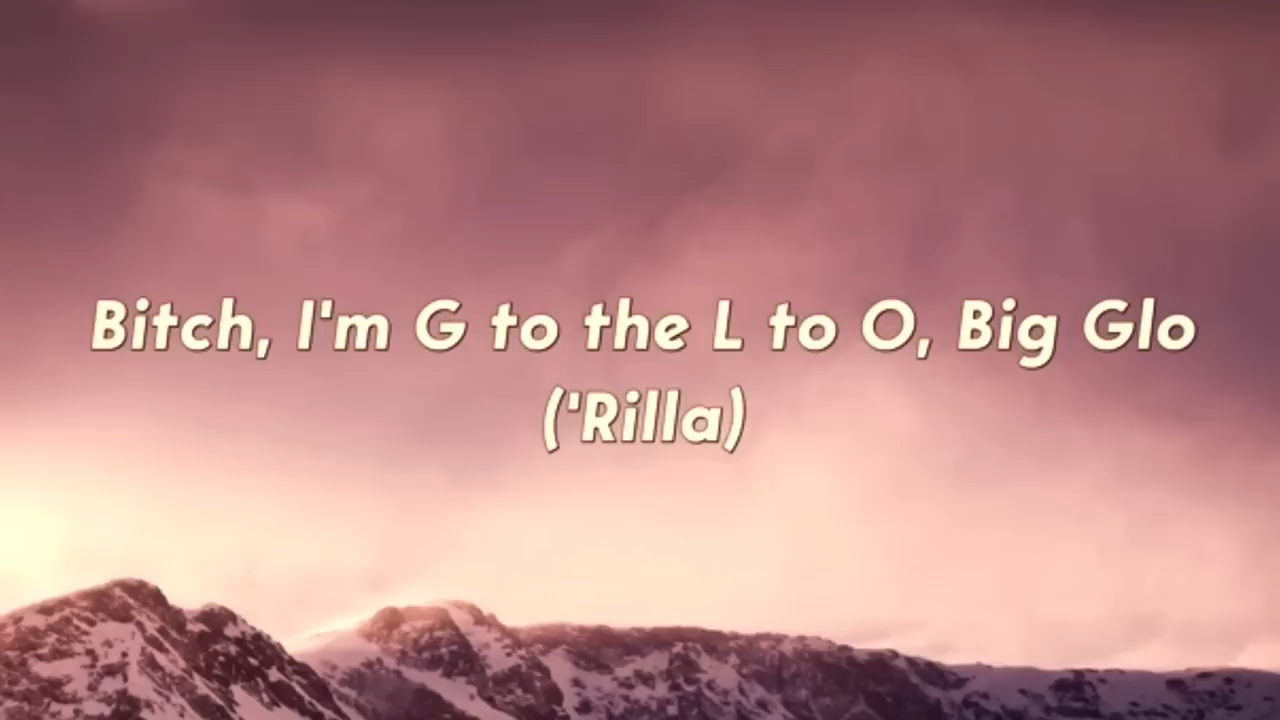 Bitch, I'm G to the L to O, Big Glo
('Rilla)